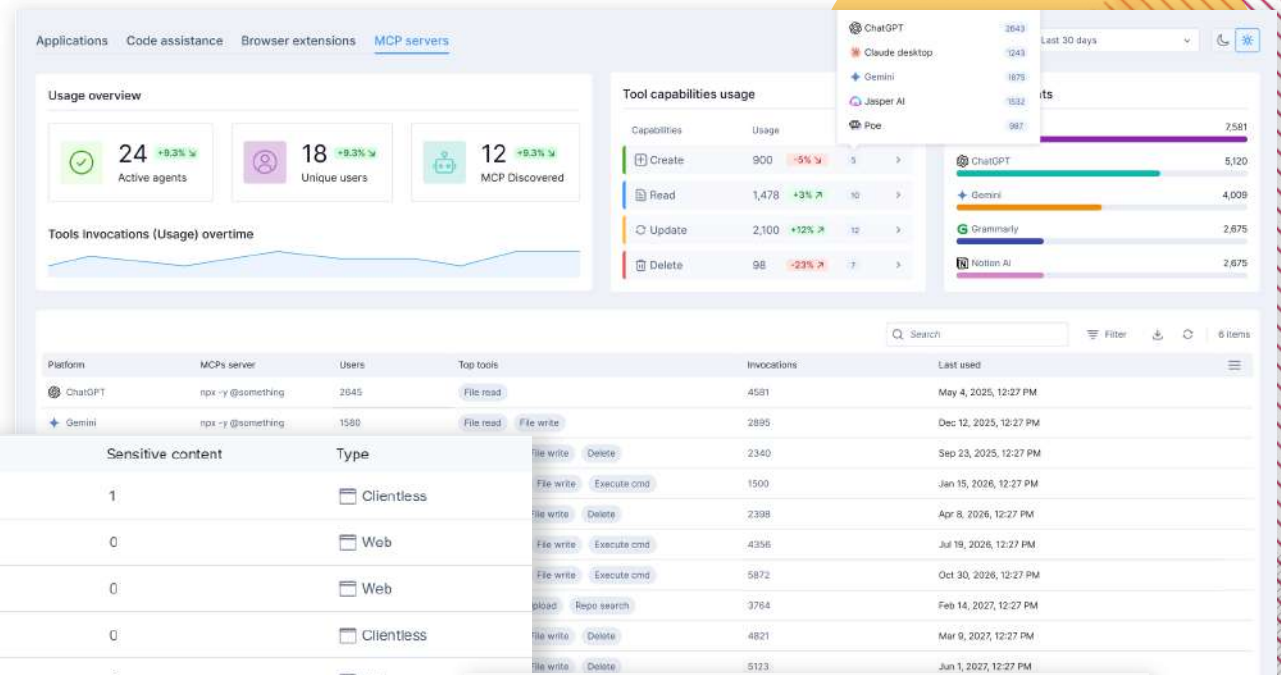 Applications Code assistance Browser extensions MCP servers
Last 30 days
ChatGPT 2643
Claude desktop 1243
Gemini 1875
Jasper AI 1532
Poe 987
Usage overview
24 +9.3%
Active agents
18 +9.3%
Unique users
12 +9.3%
MCP Discovered
Tools Invocations (Usage) overtime
Tool capabilities usage
Capabilities Usage
Create 900 -5% 5
Read 1,478 +3% 10
Update 2,100 +12% 12
Delete 98 -23% 7
7,581
ChatGPT 5,120
Gemini 4,009
Grammarly 2,675
Notion AI 2,675
Search Filter 6 items
Platform MCPs server Users Top tools Invocations Last used
ChatGPT npx -y @something 2645 File read 4581 May 4, 2025, 12:27 PM
Gemini npx -y @something 1580 File read File write 2895 Dec 12, 2025, 12:27 PM
File write Delete 2340 Sep 23, 2025, 12:27 PM
File write Execute cmd 1500 Jan 15, 2026, 12:27 PM
File write Delete 2398 Apr 8, 2026, 12:27 PM
File write Execute cmd 4356 Jul 19, 2026, 12:27 PM
File write Execute cmd 5872 Oct 30, 2026, 12:27 PM
Repo search 3764 Feb 14, 2027, 12:27 PM
File write Delete 4821 Mar 9, 2027, 12:27 PM
File write Delete 5123 Jun 1, 2027, 12:27 PM
Sensitive content Type
1 Clientless
0 Web
0 Web
0 Clientless